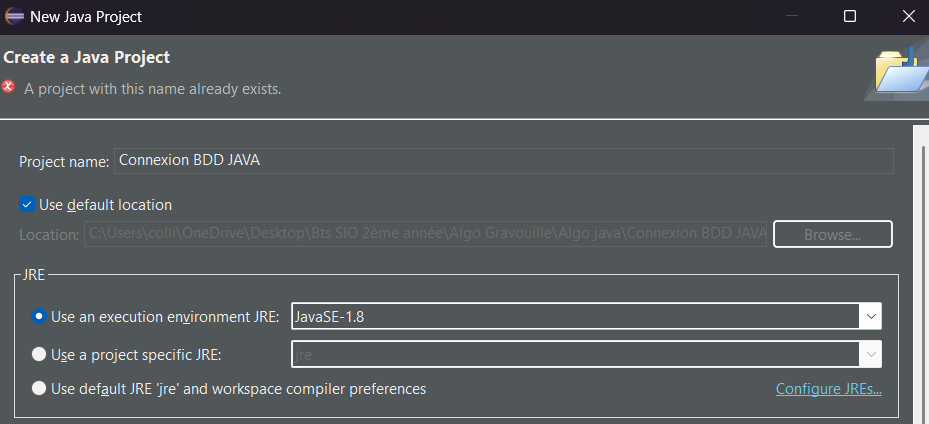 New Java Project
Create a Java Project
A project with this name already exists.
Project name: Connexion BDD JAVA
Use default location
Location: C:\Users\colli\OneDrive\Desktop\Bts SIO 2éme année\Algo Gravouille\Algo java\Connexion BDD JAVA Browse...
JRE
Use an execution environment JRE: JavaSE-1.8
Use a project specific JRE: jre
Use default JRE 'jre' and workspace compiler preferences Configure JREs...